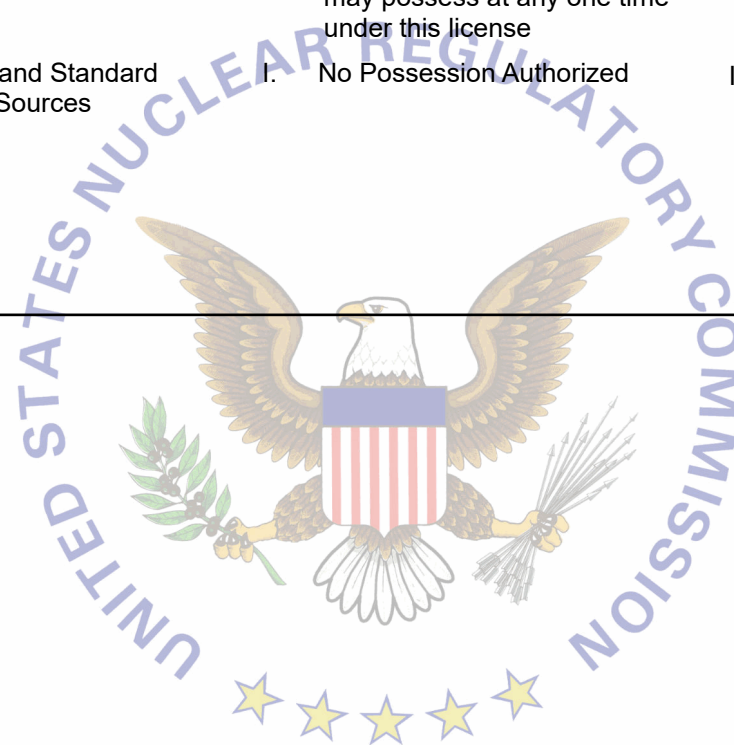 may possess at any one time
under this license
and Standard I. No Possession Authorized I
Sources
UNITED STATES NUCLEAR REGULATORY COMMISSION